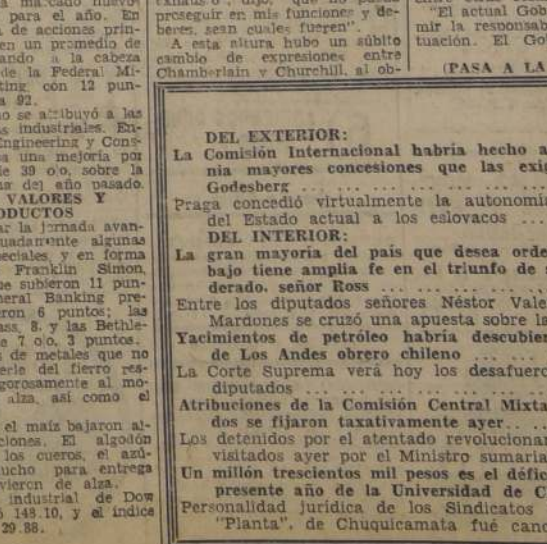 para el año. En
de acciones prin-
en un promedio de
ando a la cabeza
de la Federal Mi-
ting, con 12 pun-
a 92.
o se atribuyó a las
s industriales. En-
Engineering y Cons-
a una mejoría por
de 39 o|o, sobre la
del año pasado.
VALORES Y
ODUCTOS
ar la jornada avan-
uadamente algunas
peciales, y en forma
Franklin Simon,
ue subieron 11 pun-
neral Banking pre-
eron 6 puntos; las
ass, 8, y las Bethle-
e 7 o|o, 3 puntos.
s de metales que no
erle del fierro res-
gorosamente al mo-
alza, así como el
el maíz bajaron al-
ciones. El algodón
los cueros, el azú-
ucho para entrega
vieron de alza.
industrial de Dow
ó 148.10, y el índice
29.88.
dijo, que no
proseguir en mis funciones y de-
beres, sean cuales fueren".
A esta altura hubo un súbito
cambio de expresiones entre
Chamberlain y Churchill, al ob-
"El actual Gob
mir la responsab
tuación. El Go
(PASA A LA
DEL EXTERIOR:
La Comisión Internacional habría hecho a
nia mayores concesiones que las exig
Godesberg ... ... ... ... ... ...
Praga concedió virtualmente la autonomía
del Estado actual a los eslovacos ...
DEL INTERIOR:
La gran mayoría del país que desea orde
bajo tiene amplia fe en el triunfo de s
derado, señor Ross ... ... ... ...
Entre los diputados señores Néstor Vale
Mardones se cruzó una apuesta sobre la
Yacimientos de petróleo habría descubier
de Los Andes obrero chileno ... ...
La Corte Suprema verá hoy los desafuero
diputados ... ... ... ... ... ...
Atribuciones de la Comisión Central Mixta
dos se fijaron taxativamente ayer... ..
Los detenidos por el atentado revolucionar
visitados ayer por el Ministro sumaria
Un millón trescientos mil pesos es el défic
presente año de la Universidad de C
Personalidad jurídica de los Sindicatos
"Planta", de Chuquicamata fué canc